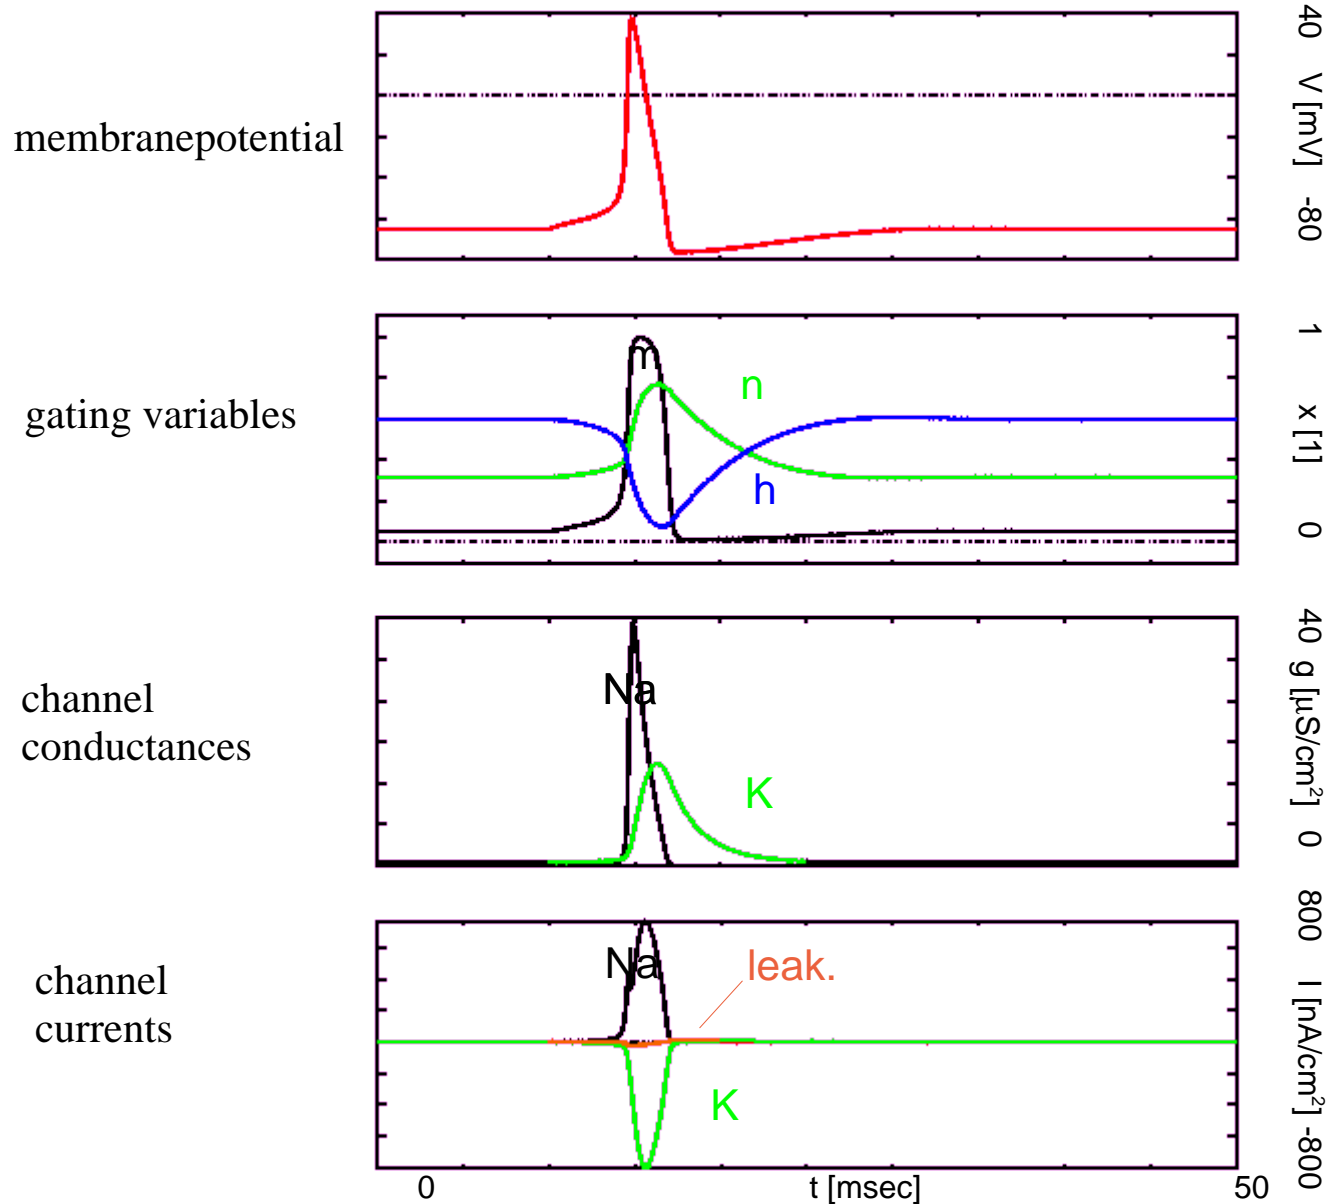 membranepotential
40 V [mV] -80
gating variables
m
n
h
1 x [1] 0
channel
conductances
Na
K
40 g [μS/cm²] 0
channel
currents
Na
leak.
K
800 I [nA/cm²] -800
0 t [msec] 50